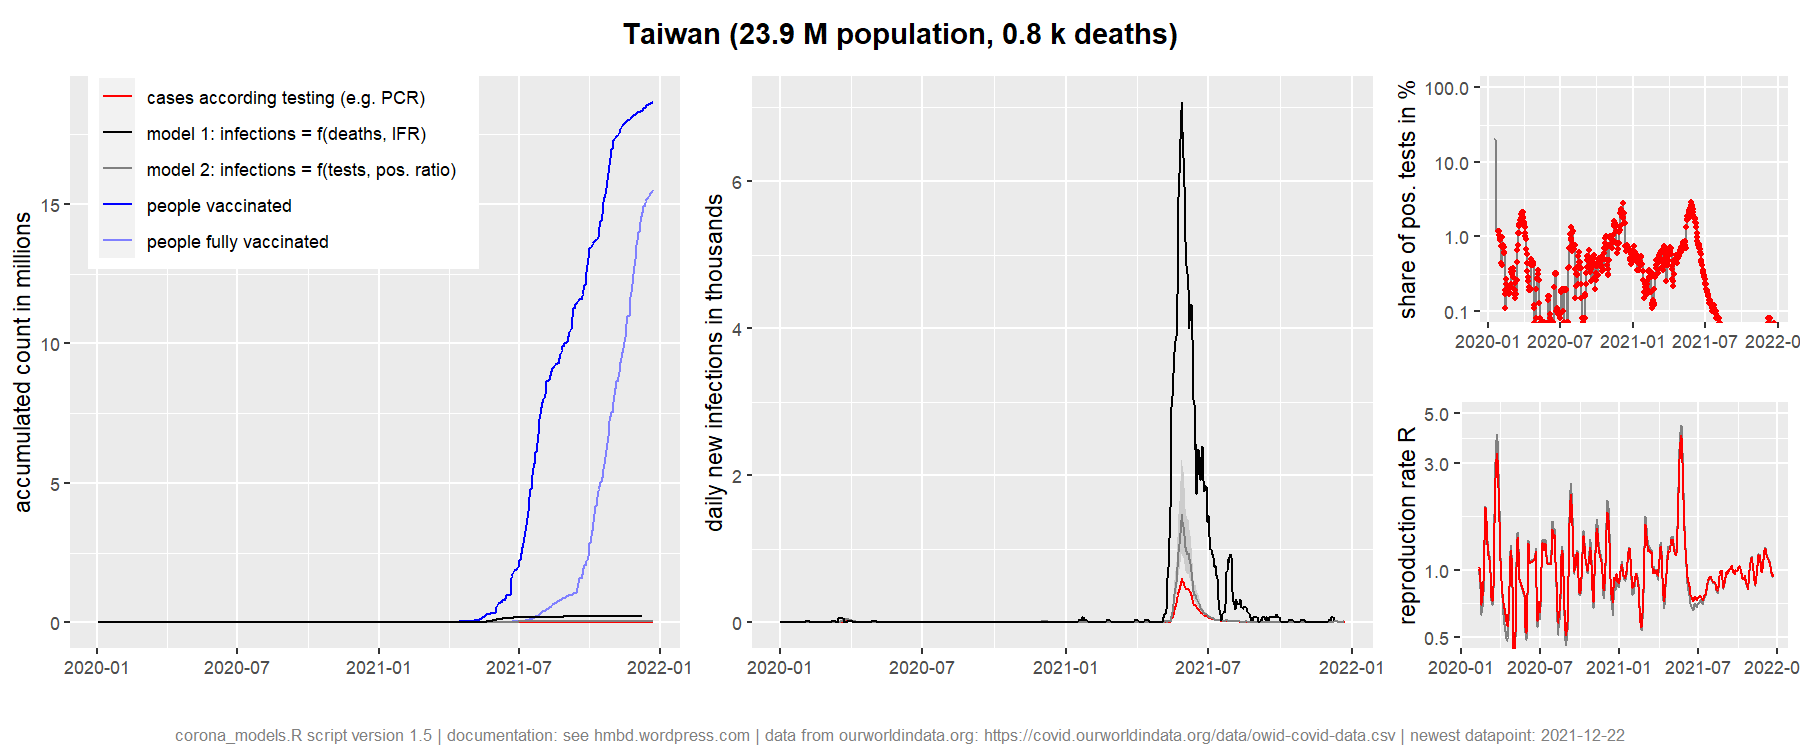 Taiwan (23.9 M population, 0.8 k deaths)
accumulated count in millions
15
10
5
0
cases according testing (e.g. PCR)
model 1: infections = f(deaths, IFR)
model 2: infections = f(tests, pos. ratio)
people vaccinated
people fully vaccinated
2020-01 2020-07 2021-01 2021-07 2022-01
daily new infections in thousands
6
4
2
0
2020-01 2020-07 2021-01 2021-07 2022-01
share of pos. tests in %
100.0
10.0
1.0
0.1
2020-01 2020-07 2021-01 2021-07 2022-0
reproduction rate R
5.0
3.0
1.0
0.5
2020-01 2020-07 2021-01 2021-07 2022-0
corona_models.R script version 1.5 | documentation: see hmbd.wordpress.com | data from ourworldindata.org: https://covid.ourworldindata.org/data/owid-covid-data.csv | newest datapoint: 2021-12-22